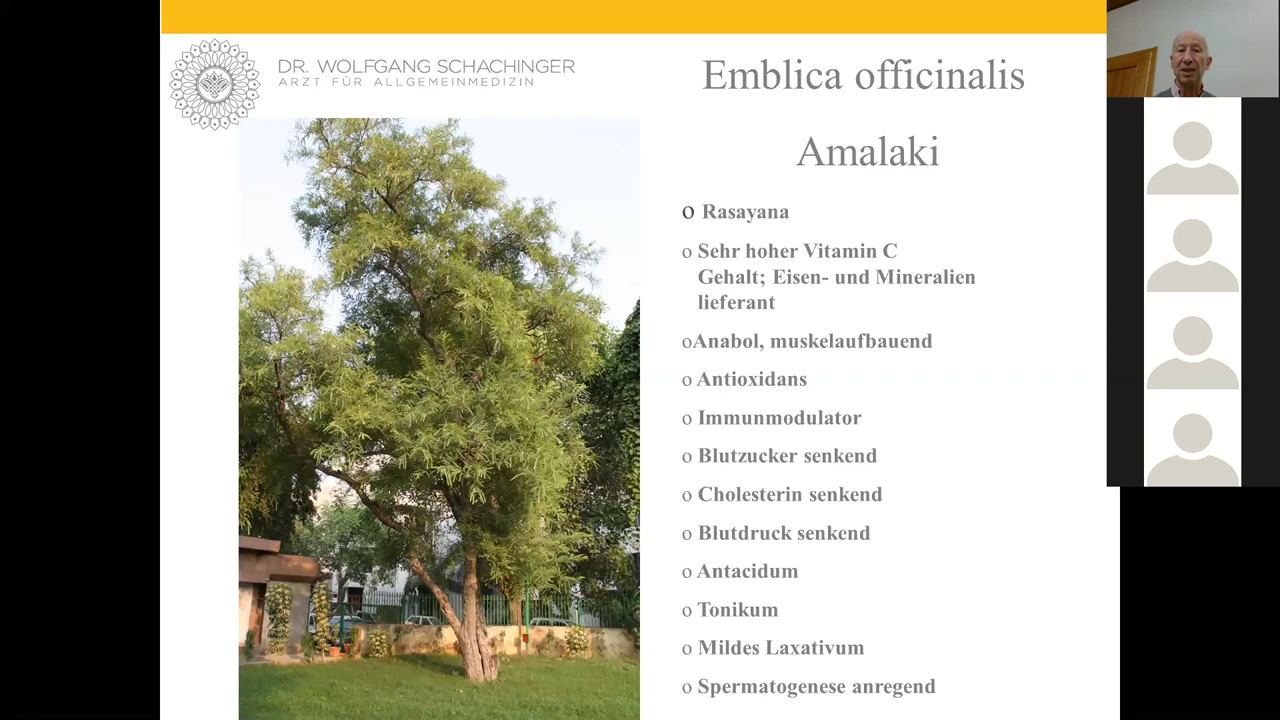 DR. WOLFGANG SCHACHINGER
ARZT FÜR ALLGEMEINMEDIZIN
Emblica officinalis
Amalaki
o Rasayana
o Sehr hoher Vitamin C
Gehalt; Eisen- und Mineralien
lieferant
oAnabol, muskelaufbauend
o Antioxidans
o Immunmodulator
o Blutzucker senkend
o Cholesterin senkend
o Blutdruck senkend
o Antacidum
o Tonikum
o Mildes Laxativum
o Spermatogenese anregend